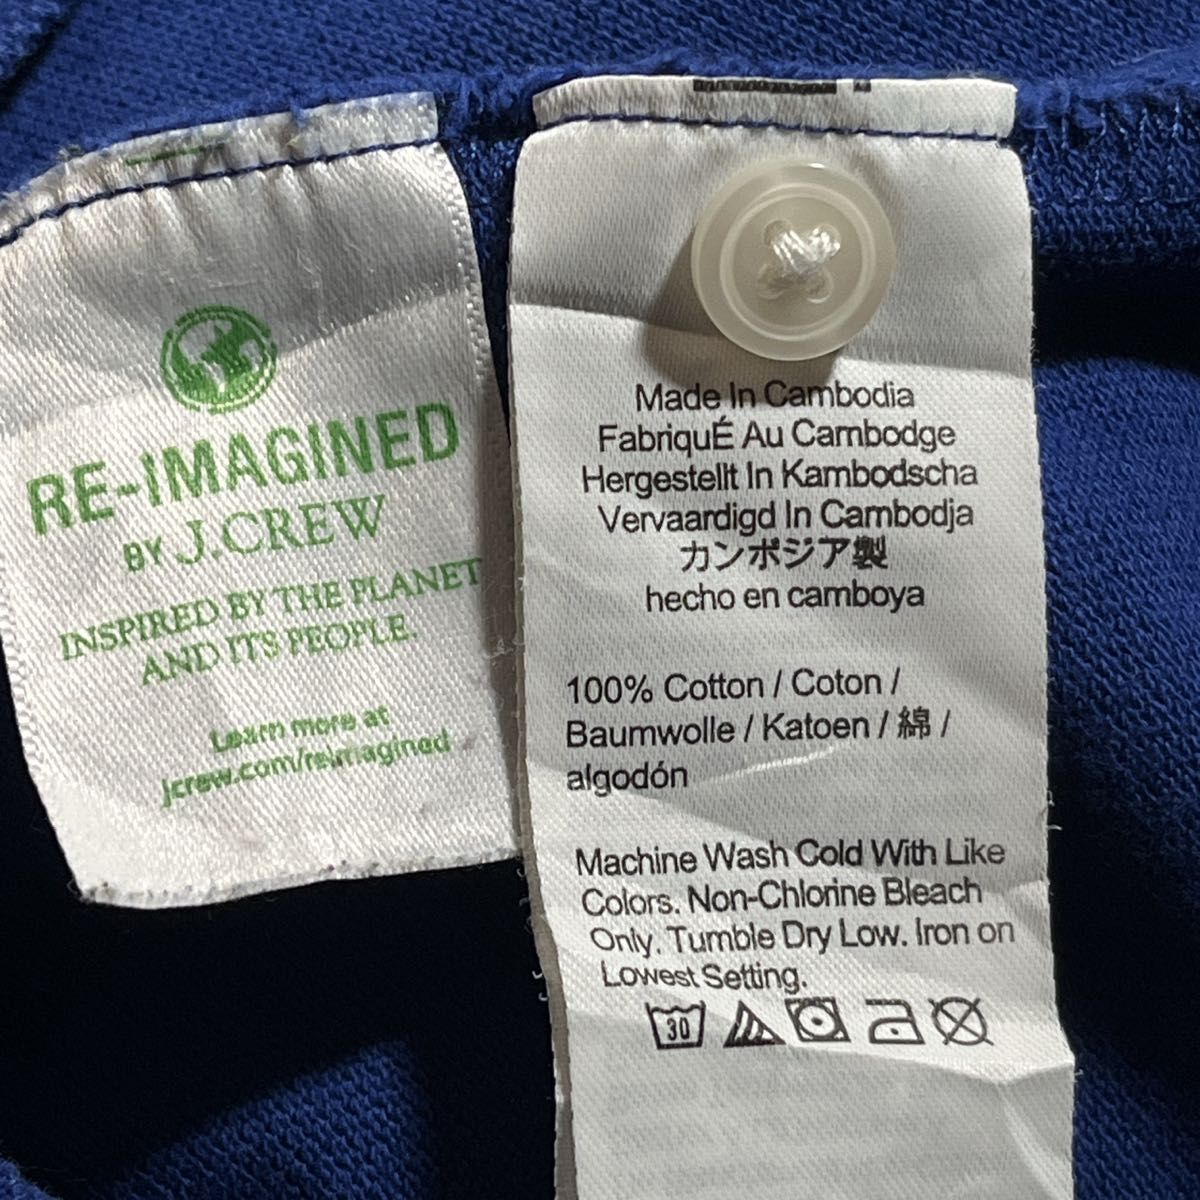 RE-IMAGINED
BY J.CREW
INSPIRED BY THE PLANET
AND ITS PEOPLE.
Learn more at
jcrew.com/reimagined
Made In Cambodia
FabriquÉ Au Cambodge
Hergestellt In Kambodscha
Vervaardigd In Cambodja
カンボジア製
hecho en camboya
100% Cotton / Coton /
Baumwolle / Katoen / 綿 /
algodón
Machine Wash Cold With Like
Colors. Non-Chlorine Bleach
Only. Tumble Dry Low. Iron on
Lowest Setting.
30